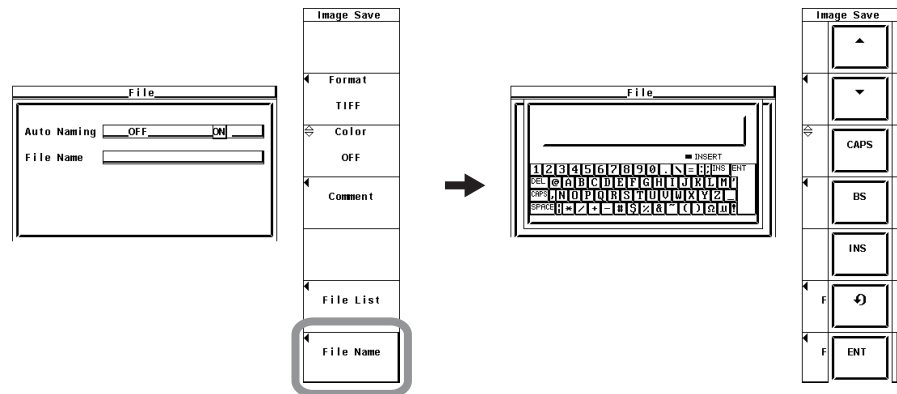 File
Auto Naming OFF ON
File Name
Image Save
Format
TIFF
Color
OFF
Comment
File List
File Name
File
INSERT
1 2 3 4 5 6 7 8 9 0 . \ = : ; INS ENT
DEL @ A B C D E F G H I J K L M '
CAPS , N O P Q R S T U V W X Y Z _
SPACE * / + - # $ % & ~ ( ) Ω µ
Image Save
CAPS
BS
INS
F
F ENT